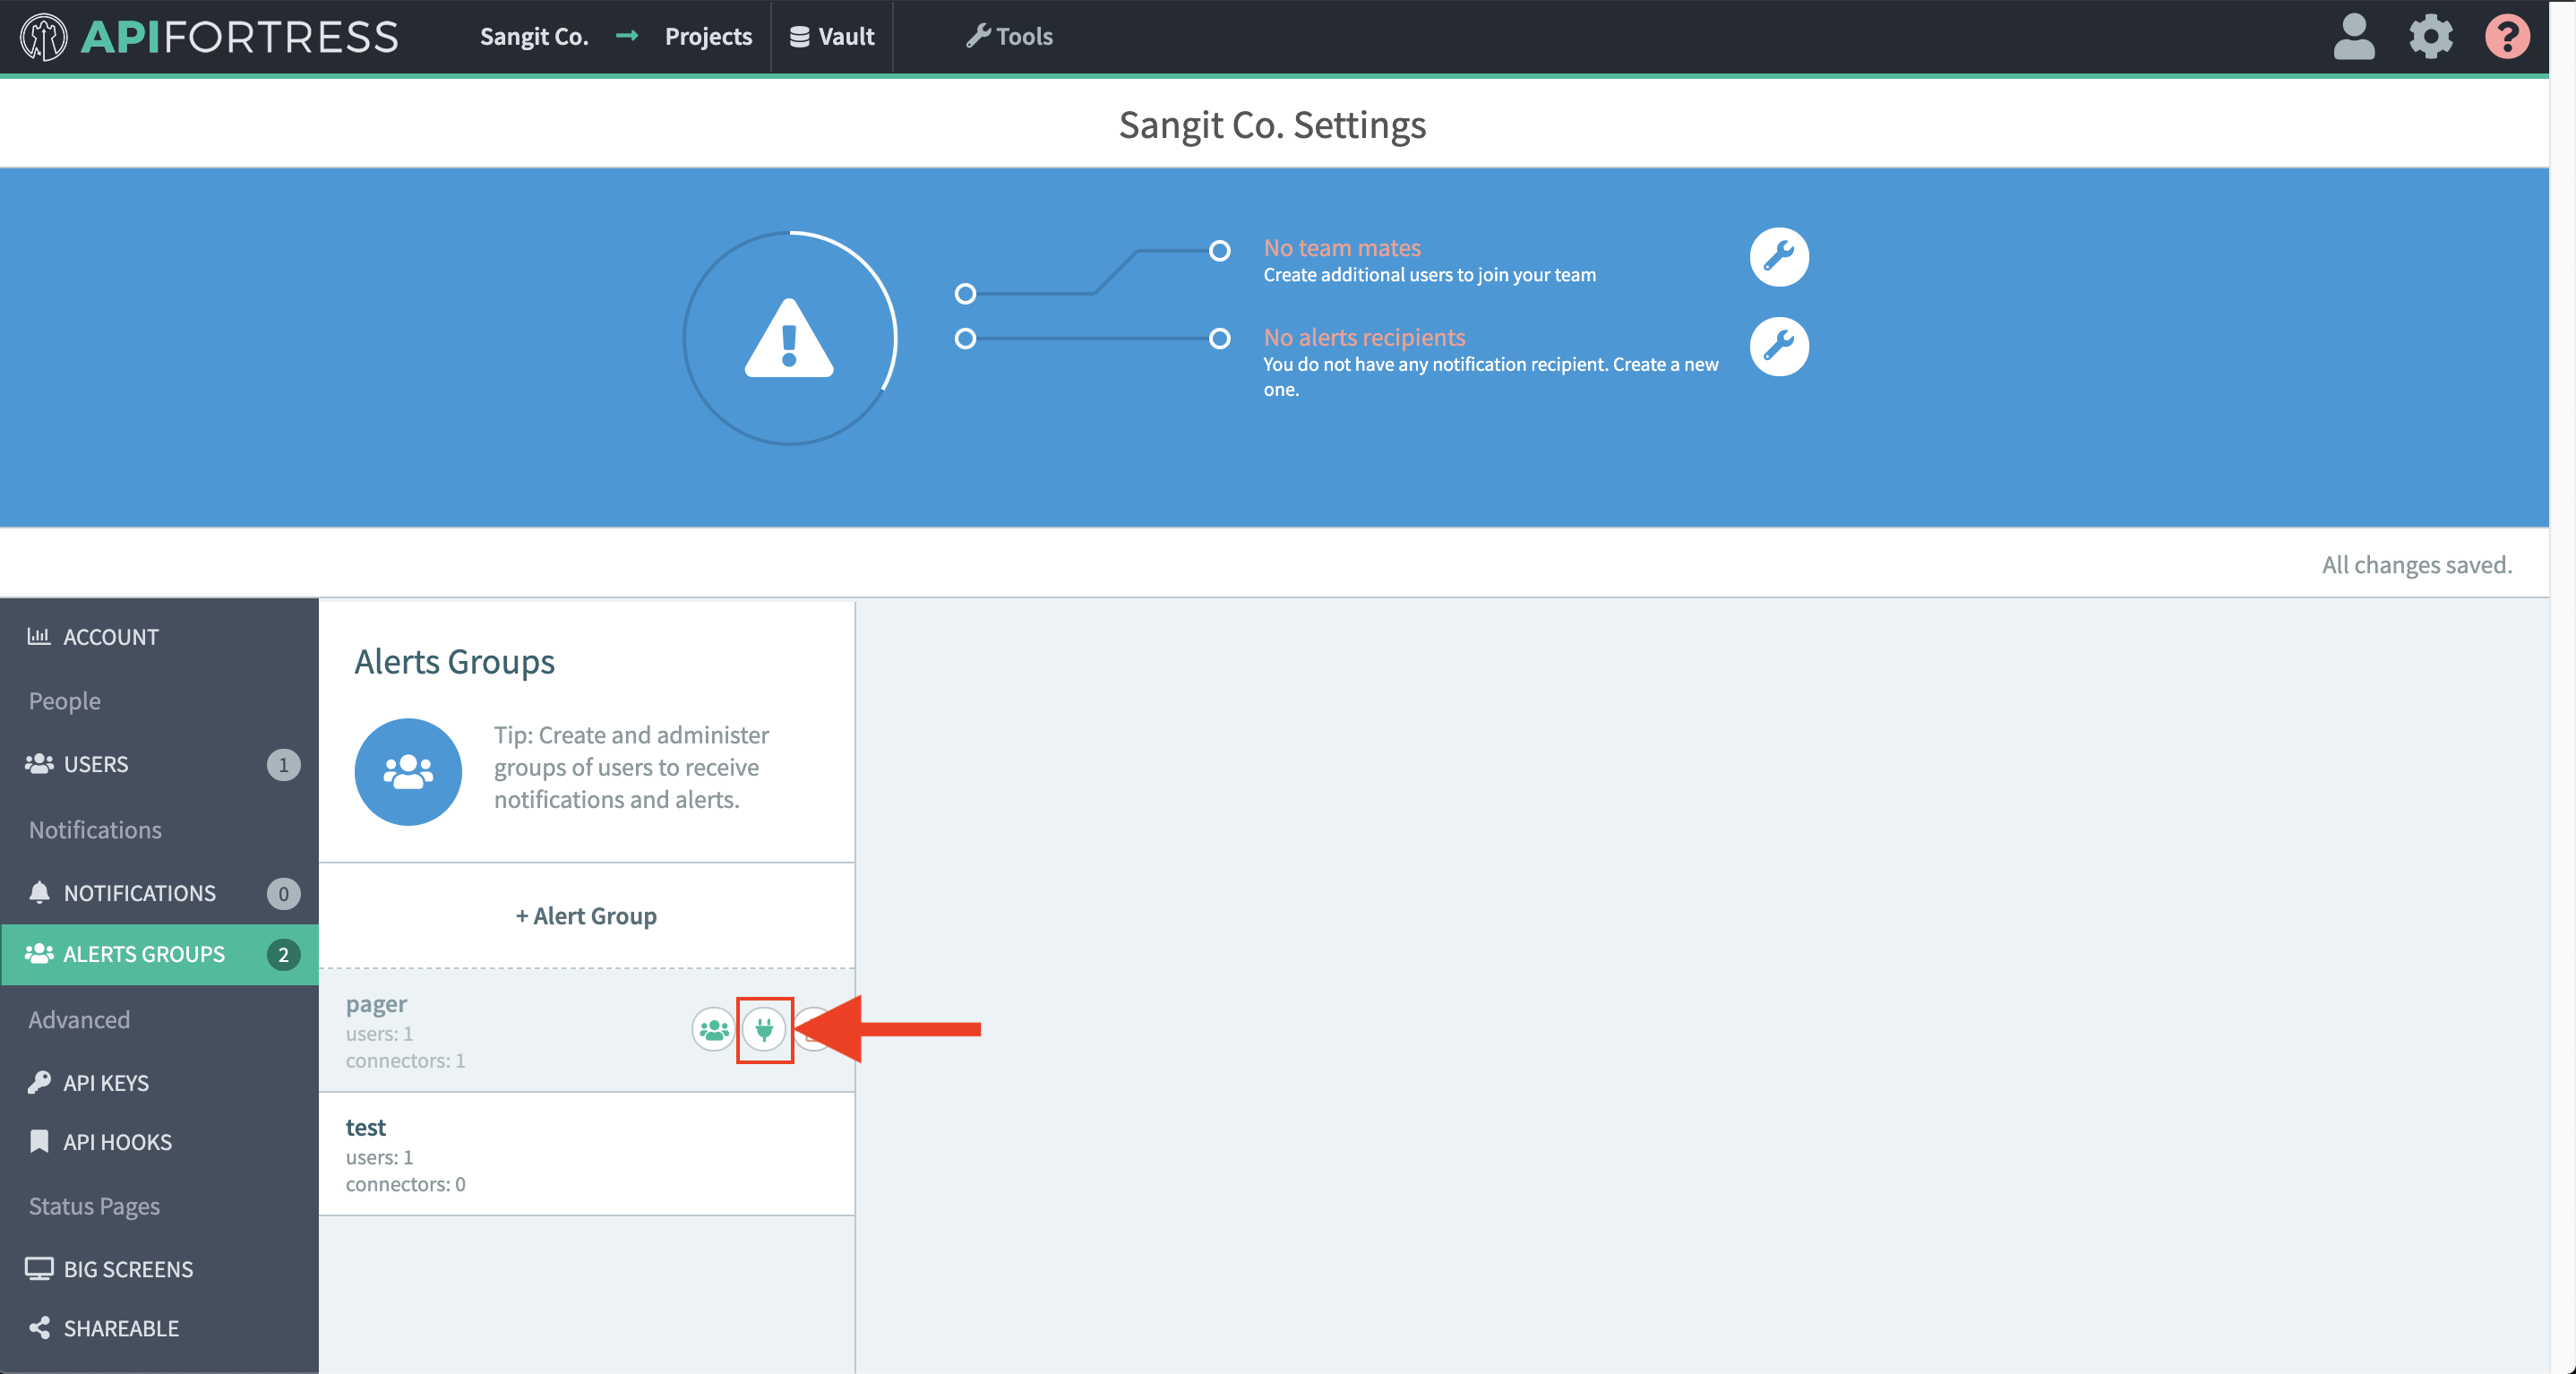 APIFORTRESS
Sangit Co. → Projects Vault Tools ?
Sangit Co. Settings
No team mates
Create additional users to join your team
No alerts recipients
You do not have any notification recipient. Create a new
one.
All changes saved.
ACCOUNT
People
USERS 1
Notifications
NOTIFICATIONS 0
ALERTS GROUPS 2
Advanced
API KEYS
API HOOKS
Status Pages
BIG SCREENS
SHAREABLE
Alerts Groups
Tip: Create and administer
groups of users to receive
notifications and alerts.
+ Alert Group
pager
users: 1
connectors: 1
test
users: 1
connectors: 0